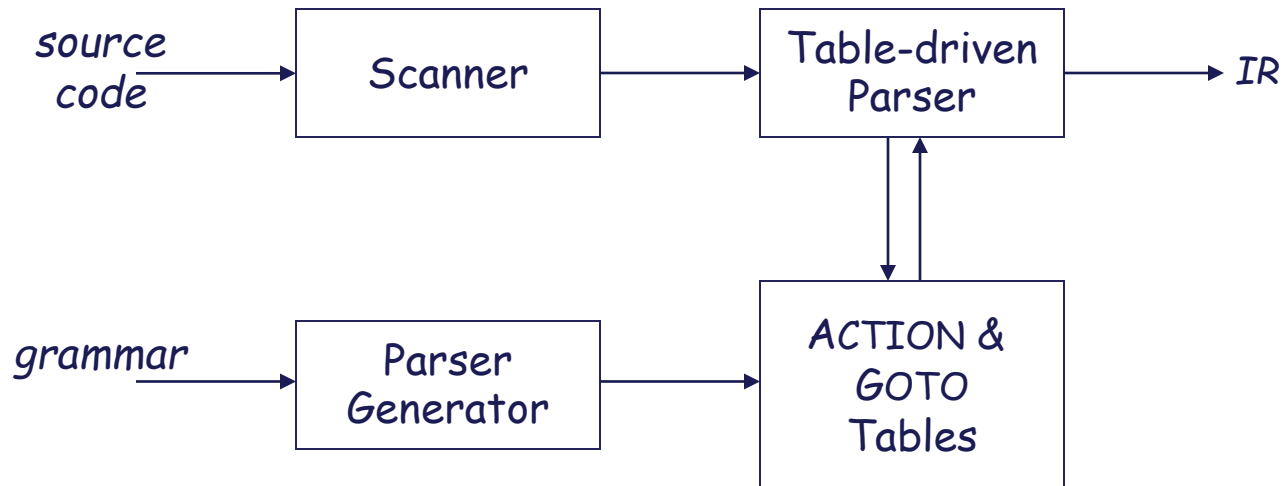 source
code
Scanner
Table-driven
Parser
IR
grammar
Parser
Generator
ACTION &
GOTO
Tables